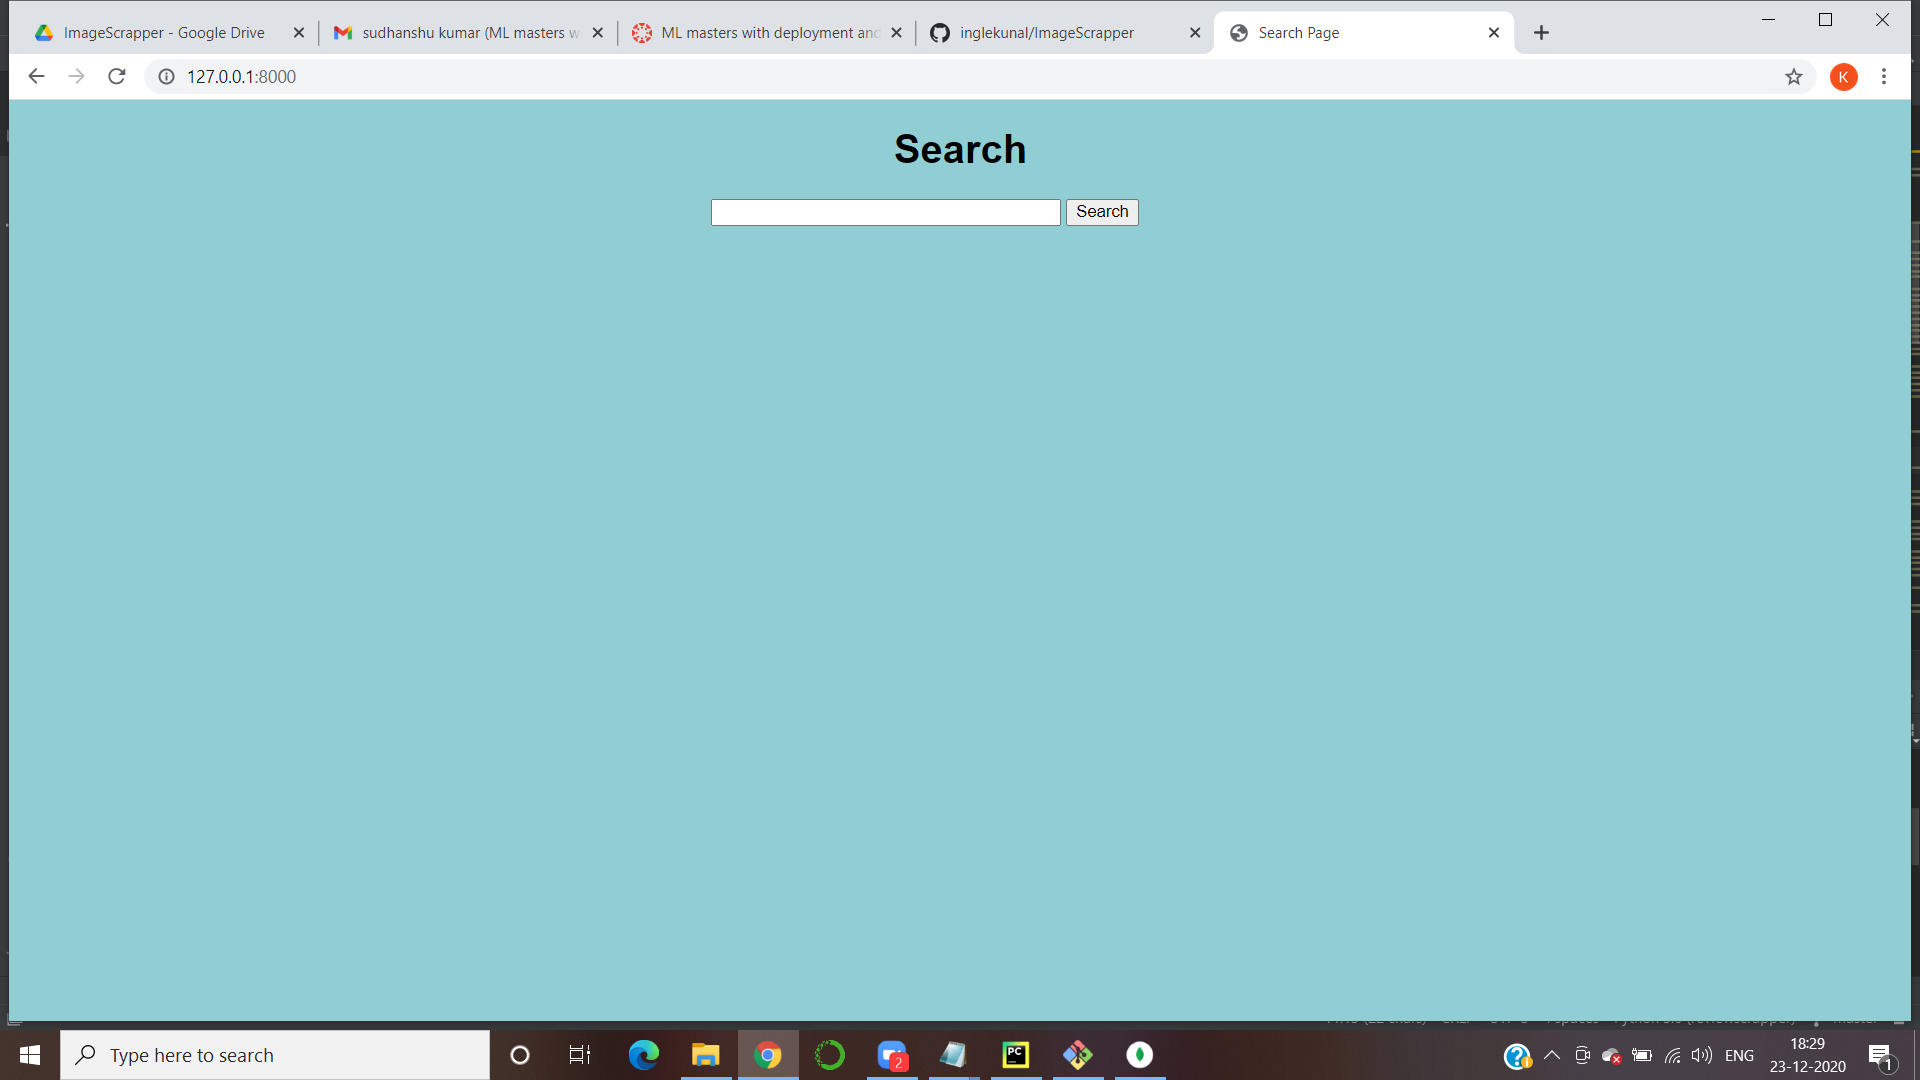 ImageScrapper - Google Drive
sudhanshu kumar (ML masters w
ML masters with deployment and
inglekunal/ImageScrapper
Search Page
127.0.0.1:8000
K
Search
Search
Type here to search
2
PC
ENG
18:29
23-12-2020
1